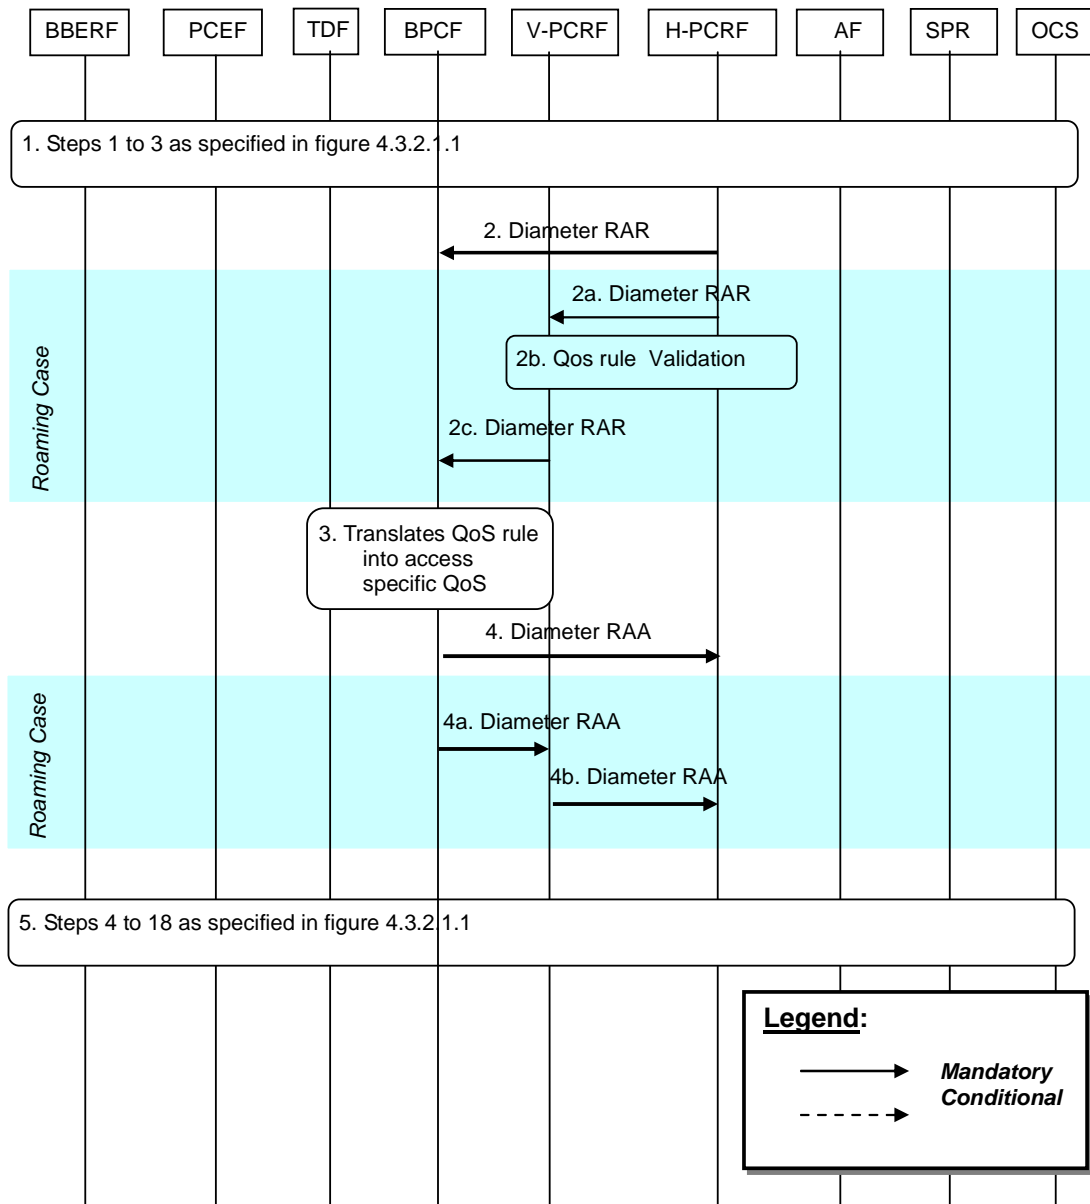 BBERF
PCEF
TDF
BPCF
V-PCRF
H-PCRF
AF
SPR
OCS
1. Steps 1 to 3 as specified in figure 4.3.2.1.1
2. Diameter RAR
2a. Diameter RAR
2b. Qos rule Validation
2c. Diameter RAR
Roaming Case
3. Translates QoS rule
into access
specific QoS
4. Diameter RAA
4a. Diameter RAA
4b. Diameter RAA
Roaming Case
5. Steps 4 to 18 as specified in figure 4.3.2.1.1
Legend:
Mandatory
Conditional